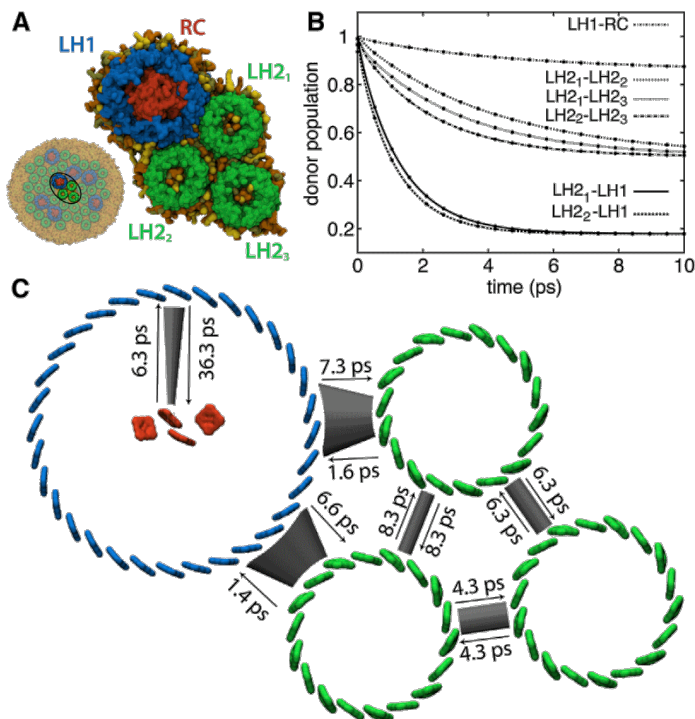 A
RC
LH1
LH2₁
LH2₂
LH2₃
B
donor population
1
0.8
0.6
0.4
0.2
LH1-RC
LH2₁-LH2₂
LH2₁-LH2₃
LH2₂-LH2₃
LH2₁-LH1
LH2₂-LH1
0 2 4 6 8 10
time (ps)
C
6.3 ps
36.3 ps
7.3 ps
1.6 ps
6.6 ps
1.4 ps
8.3 ps
8.3 ps
6.3 ps
6.3 ps
4.3 ps
4.3 ps